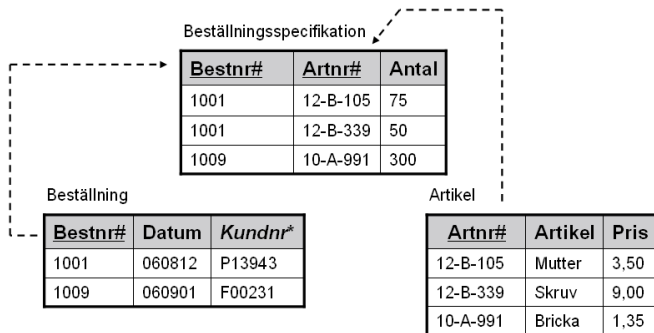 Beställningsspecifikation
Bestnr# Artnr# Antal
1001 12-B-105 75
1001 12-B-339 50
1009 10-A-991 300
Beställning
Bestnr# Datum Kundnr*
1001 060812 P13943
1009 060901 F00231
Artikel
Artnr# Artikel Pris
12-B-105 Mutter 3,50
12-B-339 Skruv 9,00
10-A-991 Bricka 1,35